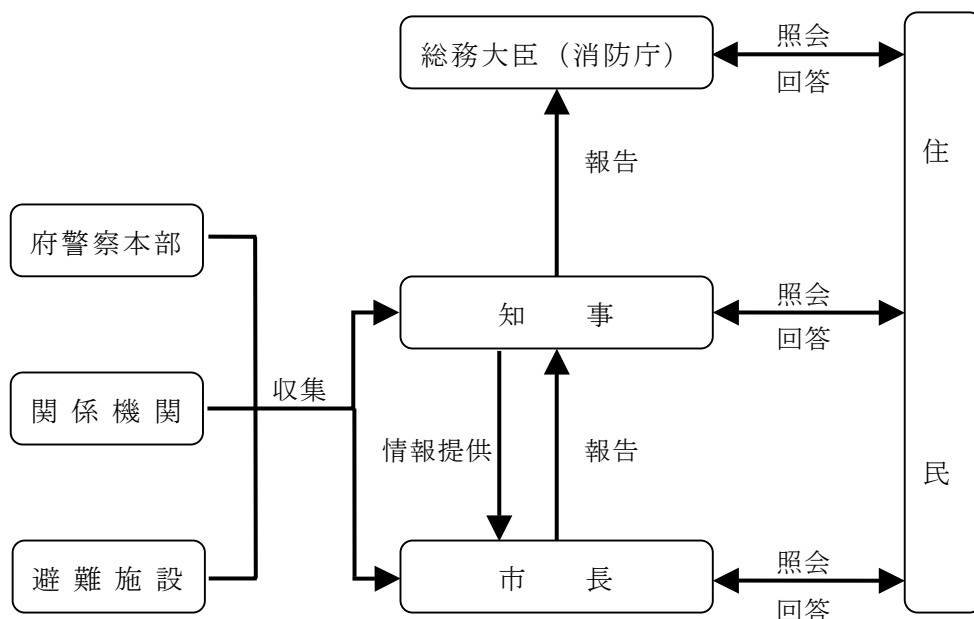 総務大臣（消防庁）
照会
回答
報告
府警察本部
知　事
照会
回答
関係機関
収集
情報提供
報告
避難施設
市　長
照会
回答
住民